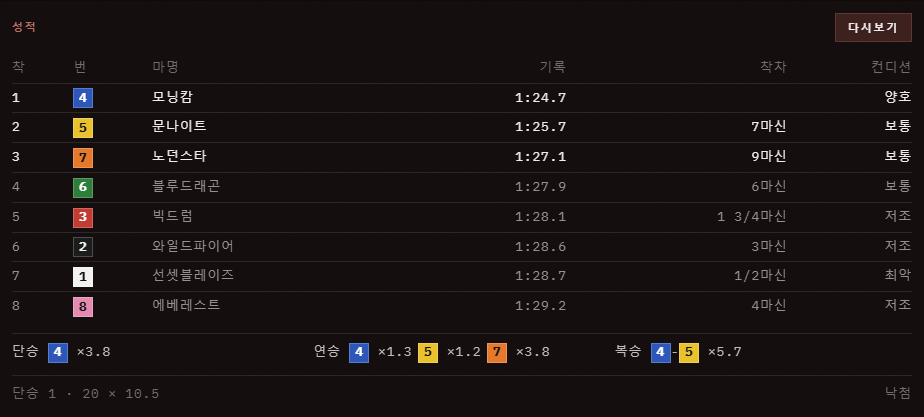 성적 다시보기
착 번 마명 기록 착차 컨디션
1 4 모닝캄 1:24.7 양호
2 5 문나이트 1:25.7 7마신 보통
3 7 노던스타 1:27.1 9마신 보통
4 6 블루드래곤 1:27.9 6마신 보통
5 3 빅드럼 1:28.1 1 3/4마신 저조
6 2 와일드파이어 1:28.6 3마신 저조
7 1 선셋블레이즈 1:28.7 1/2마신 최악
8 8 에베레스트 1:29.2 4마신 저조
단승 4 ×3.8 연승 4 ×1.3 5 ×1.2 7 ×3.8 복승 4-5 ×5.7
단승 1 · 20 × 10.5 낙첨